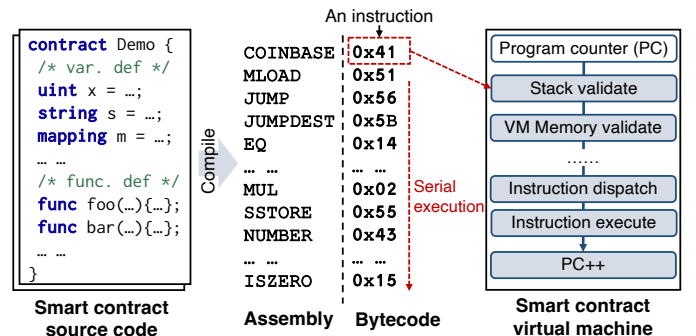 contract Demo {
/* var. def */
uint x = …;
string s = …;
mapping m = …;
… …
/* func. def */
func foo(…){…};
func bar(…){…};
… …
}
Smart contract
source code
Compile
An instruction
COINBASE 0x41
MLOAD 0x51
JUMP 0x56
JUMPDEST 0x5B
EQ 0x14
… … … …
MUL 0x02
SSTORE 0x55
NUMBER 0x43
… … … …
ISZERO 0x15
Assembly Bytecode
Serial
execution
Program counter (PC)
Stack validate
VM Memory validate
……
Instruction dispatch
Instruction execute
PC++
Smart contract
virtual machine